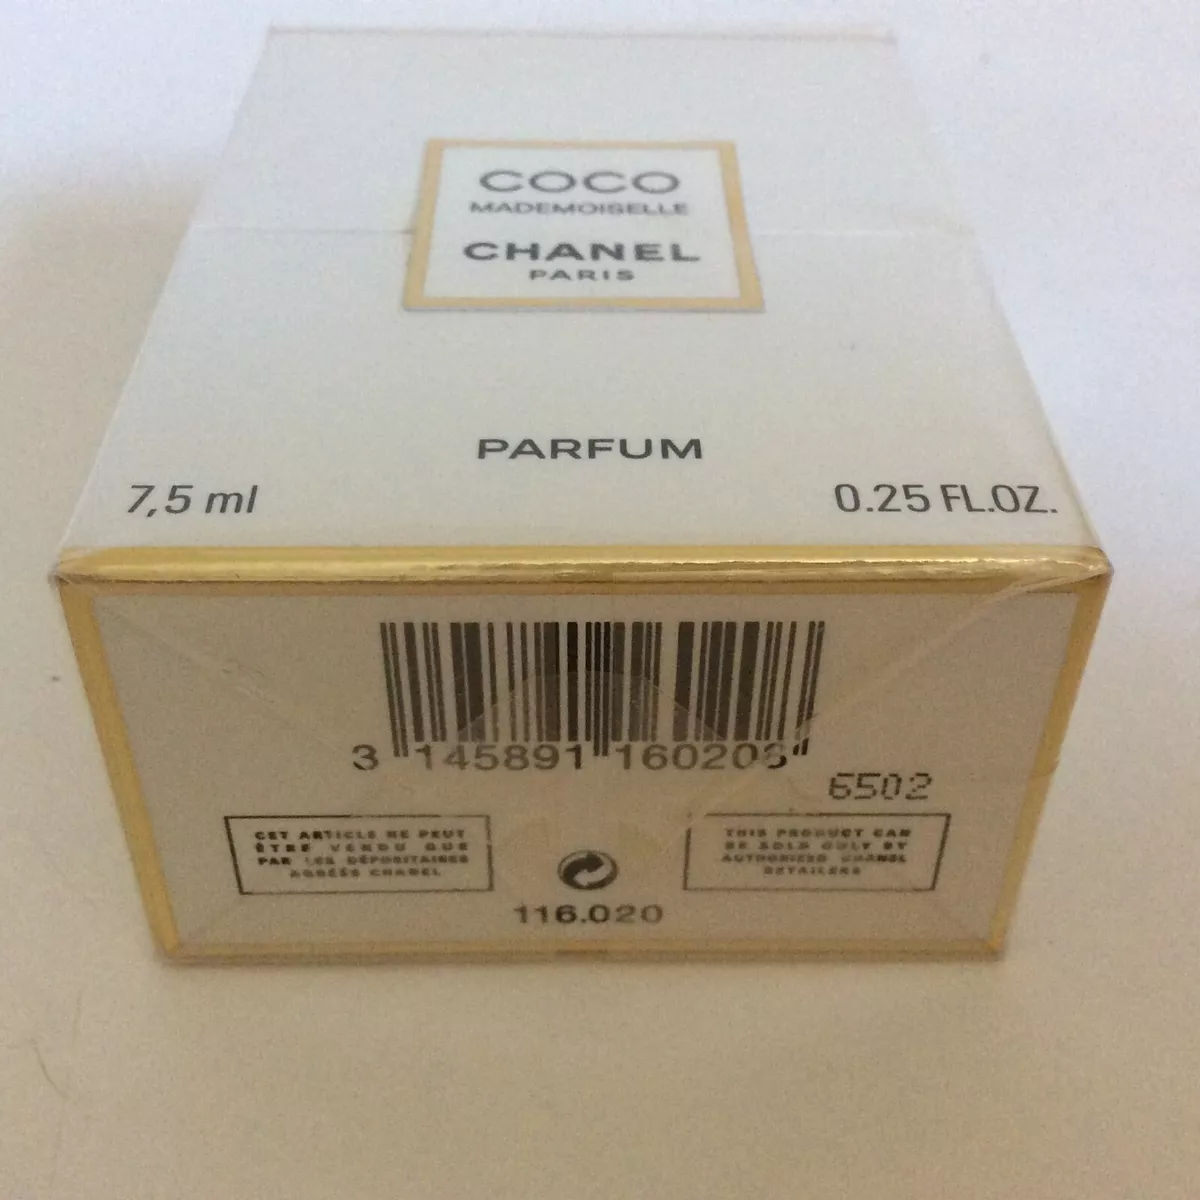 COCO
MADEMOISELLE
CHANEL
PARIS
PARFUM
7,5 ml
0.25 FL.OZ.
3 145891 160206
6502
CET ARTICLE NE PEUT
ÊTRE VENDU QUE
PAR LES DÉPOSITAIRES
AGRÉÉS CHANEL
THIS PRODUCT CAN
BE SOLD ONLY BY
AUTHORIZED CHANEL
RETAILERS
116.020